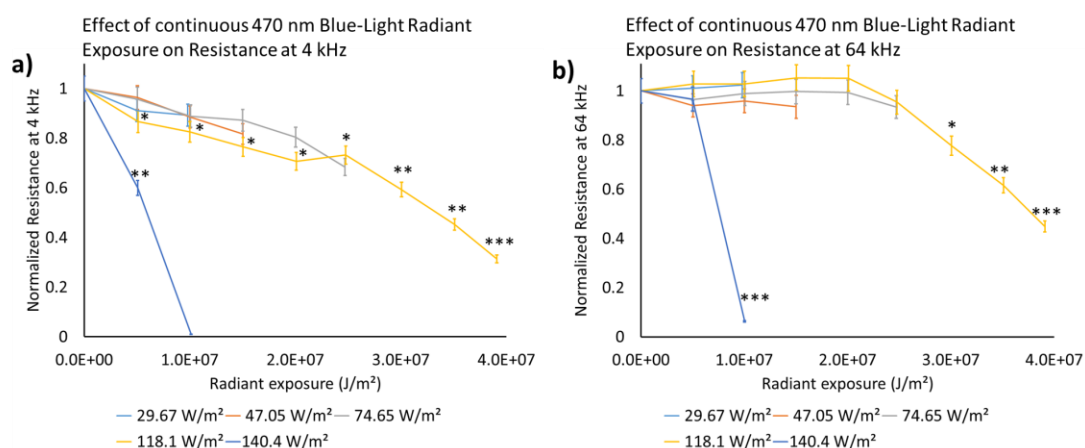 Effect of continuous 470 nm Blue-Light Radiant
Exposure on Resistance at 4 kHz
a)
Normalized Resistance at 4 kHz
1
0.8
0.6
0.4
0.2
0
*
*
*
*
*
**
**
**
***
0.0E+00
1.0E+07
2.0E+07
3.0E+07
4.0E+07
Radiant exposure (J/m²)
29.67 W/m²
47.05 W/m²
74.65 W/m²
118.1 W/m²
140.4 W/m²
Effect of continuous 470 nm Blue-Light Radiant
Exposure on Resistance at 64 kHz
b)
Normalized Resistance at 64 kHz
1
0.8
0.6
0.4
0.2
0
*
**
***
***
0.0E+00
1.0E+07
2.0E+07
3.0E+07
4.0E+07
Radiant exposure (J/m²)
29.67 W/m²
47.05 W/m²
74.65 W/m²
118.1 W/m²
140.4 W/m²